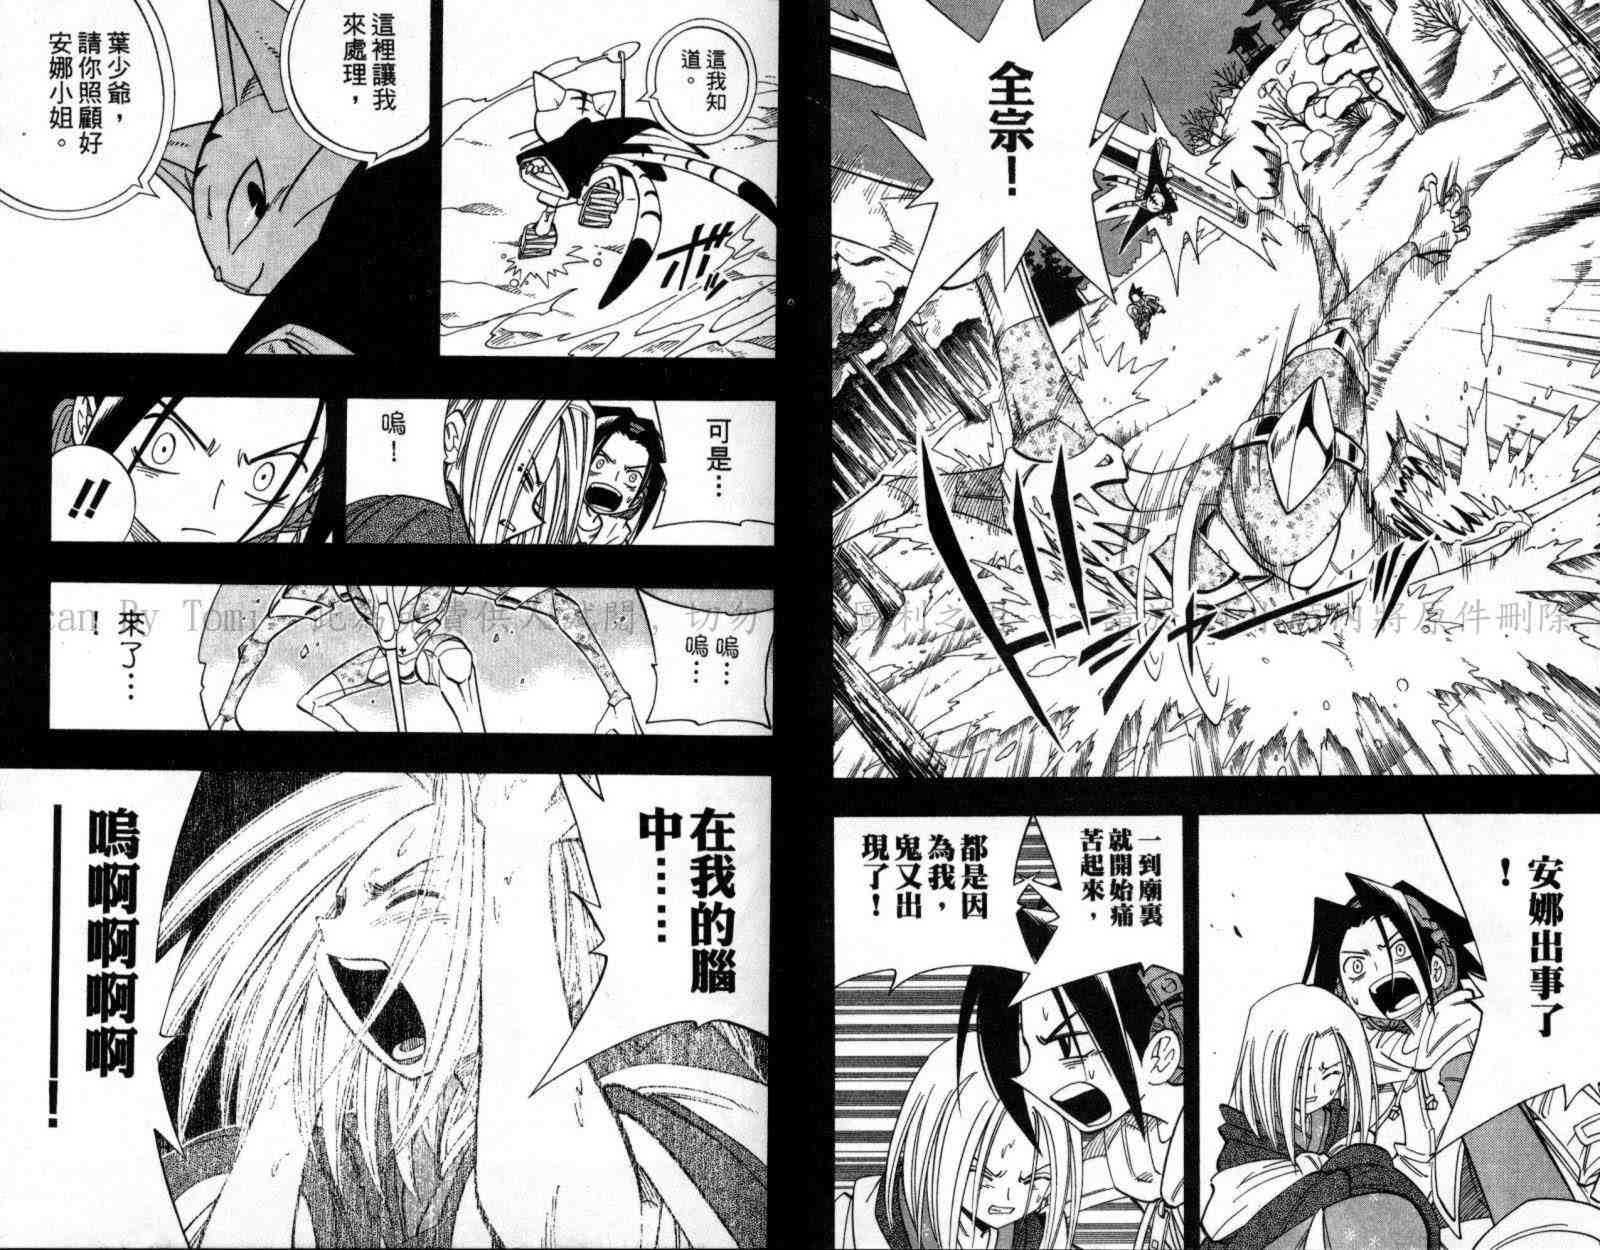 全宗！
安娜出事了
！
一到廟裏
就開始痛
苦起來，
都是因
為我，
鬼又出
現了！
這我知
道。
這裡讓我
來處理，
葉少爺，
請你照顧好
安娜小姐。
可是…
嗚！
!!
嗚…
嗚…
來了…
！
在我的腦
中……
嗚啊啊啊啊
——！